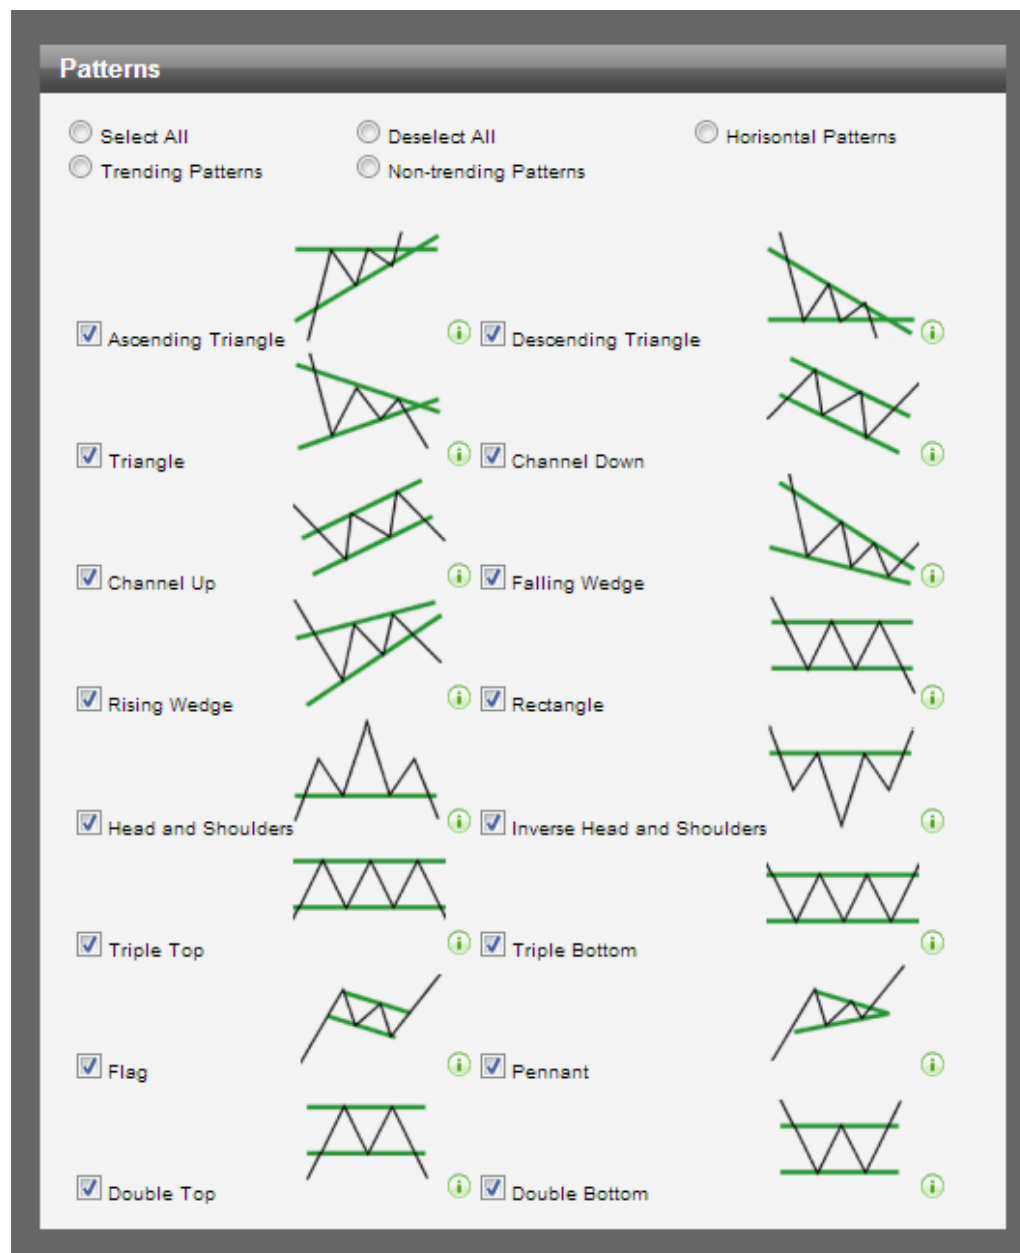 Patterns
Select All Deselect All Horisontal Patterns
Trending Patterns Non-trending Patterns
Ascending Triangle Descending Triangle
Triangle Channel Down
Channel Up Falling Wedge
Rising Wedge Rectangle
Head and Shoulders Inverse Head and Shoulders
Triple Top Triple Bottom
Flag Pennant
Double Top Double Bottom